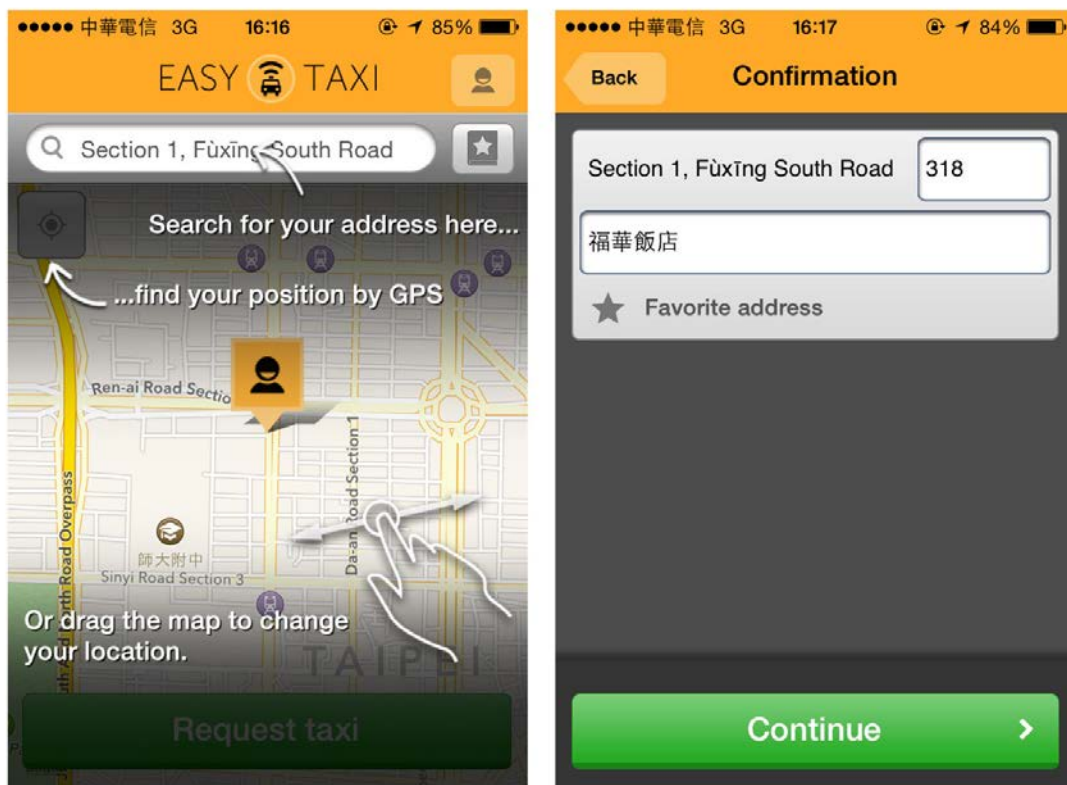 中華電信 3G 16:16 85%
EASY TAXI
Section 1, Fùxīng South Road
Search for your address here...
...find your position by GPS
Ren-ai Road Sectio
Da-an Road Section 1
師大附中
Sinyi Road Section 3
Or drag the map to change
your location.
TAIPEI
Request taxi
中華電信 3G 16:17 84%
Back Confirmation
Section 1, Fùxīng South Road 318
福華飯店
Favorite address
Continue